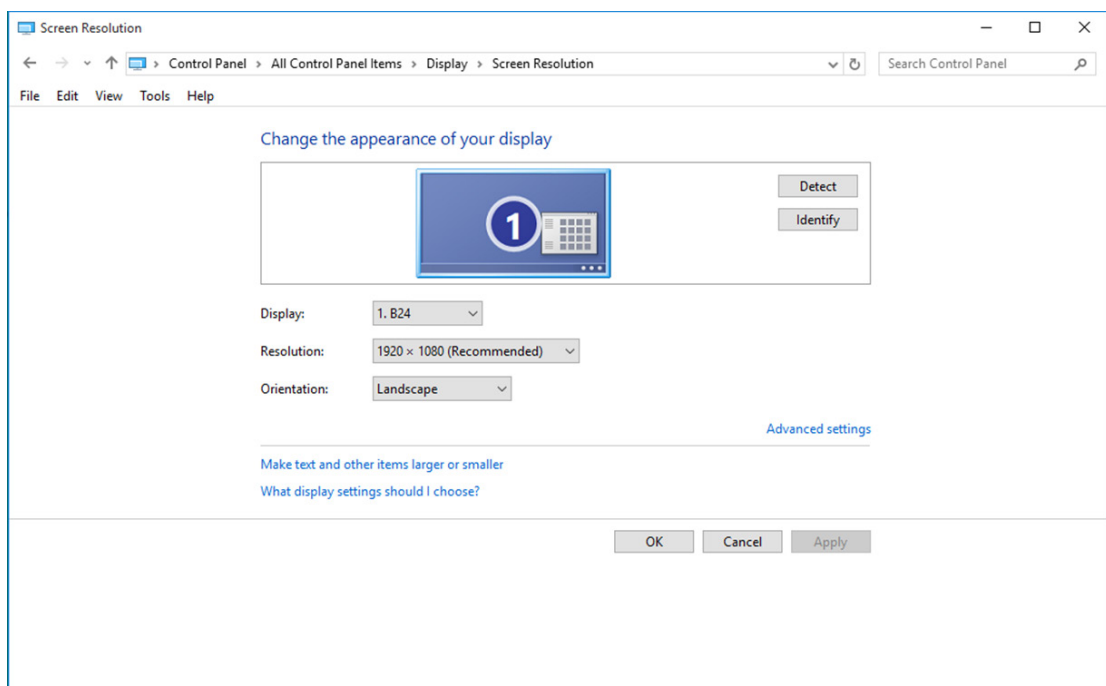 Screen Resolution
Control Panel > All Control Panel Items > Display > Screen Resolution
Search Control Panel
File Edit View Tools Help
Change the appearance of your display
1
Detect
Identify
Display: 1. B24
Resolution: 1920 × 1080 (Recommended)
Orientation: Landscape
Advanced settings
Make text and other items larger or smaller
What display settings should I choose?
OK Cancel Apply